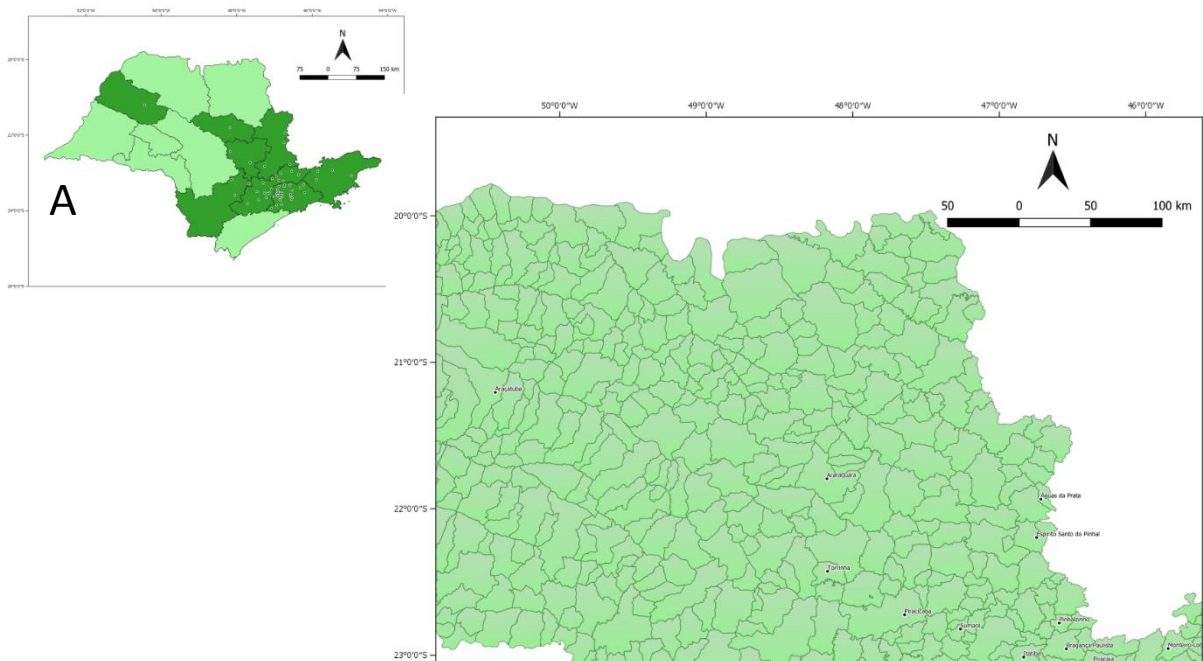 N
75 0 75 150 km
A
50°0'0"O 49°0'0"O 48°0'0"O 47°0'0"O 46°0'0"O
N
50 0 50 100 km
20°0'0"S
21°0'0"S
Araçatuba
Araraquara
Águas da Prata
22°0'0"S
Espírito Santo do Pinhal
Torrinha
Piracicaba
Sumaré
Pinhalzinho
Bragança Paulista
Itatiba
Piracaia
23°0'0"S